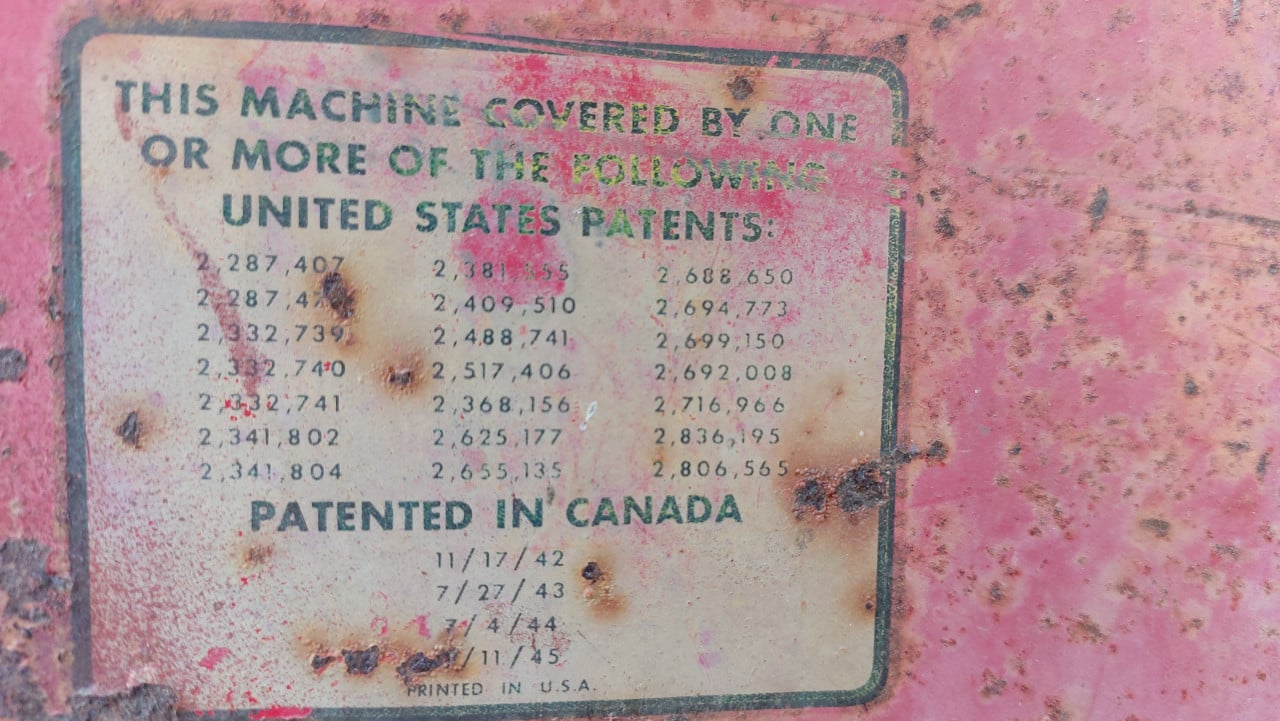 THIS MACHINE COVERED BY ONE
OR MORE OF THE FOLLOWING
UNITED STATES PATENTS:
2,287,407 2,688,650
2,409,510 2,694,773
2,332,739 2,488,741 2,699,150
2,332,740 2,517,406 2,692,008
2,332,741 2,368,156 2,716,966
2,341,802 2,625,177 2,836,195
2,341,804 2,655,135 2,806,565
PATENTED IN CANADA
11/17/42
7/27/43
7/4/44
PRINTED IN U.S.A.